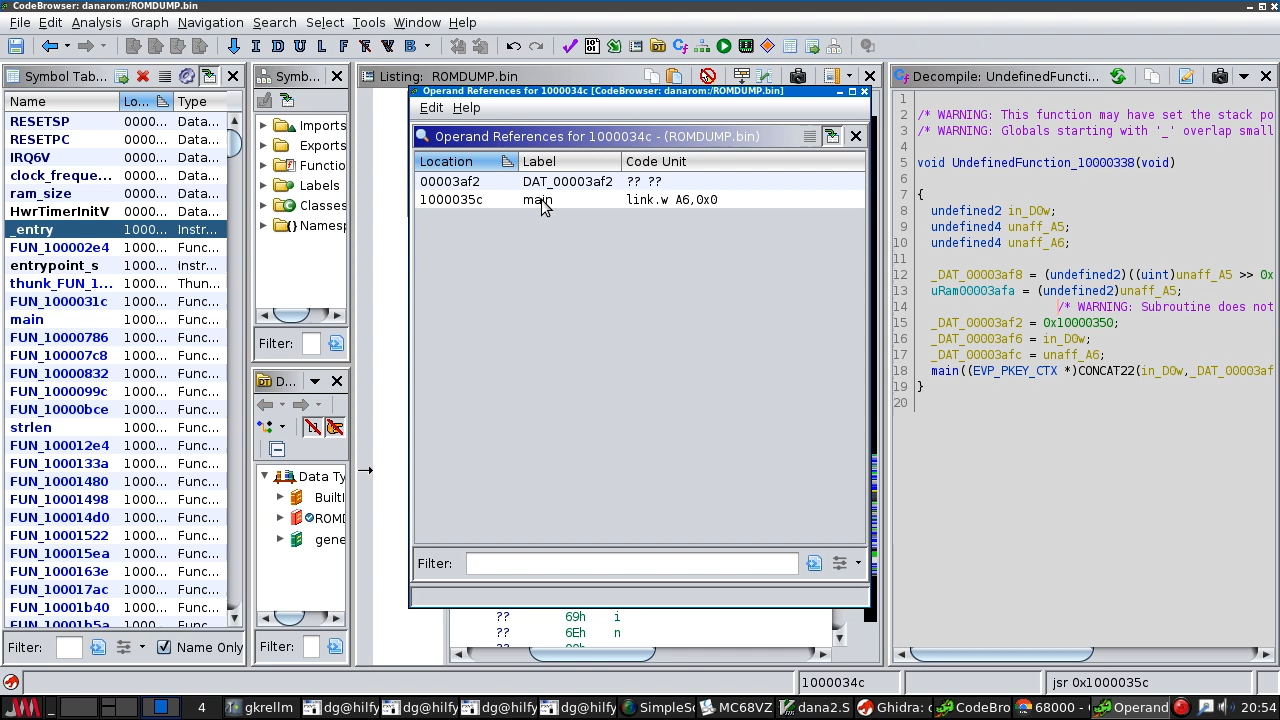 CodeBrowser: danarom:/ROMDUMP.bin
File Edit Analysis Graph Navigation Search Select Tools Window Help
I D U L F V B
Symbol Tab...
Name Lo... Type
RESETSP 0000... Data...
RESETPC 0000... Data...
IRQ6V 0000... Data...
clock_freque... 0000... Data...
ram_size 0000... Data...
HwrTimerInitV 0000... Data...
_entry 1000... Instr...
FUN_100002e4 1000... Func...
entrypoint_s 1000... Instr...
thunk_FUN_1... 1000... Thun...
FUN_1000031c 1000... Func...
main 1000... Func...
FUN_10000786 1000... Func...
FUN_100007c8 1000... Func...
FUN_10000832 1000... Func...
FUN_1000099c 1000... Func...
FUN_10000bce 1000... Func...
strlen 1000... Func...
FUN_100012e4 1000... Func...
FUN_1000133a 1000... Func...
FUN_10001480 1000... Func...
FUN_10001498 1000... Func...
FUN_100014d0 1000... Func...
FUN_10001522 1000... Func...
FUN_100015ea 1000... Func...
FUN_1000163e 1000... Func...
FUN_100017ac 1000... Func...
FUN_10001b40 1000... Func...
FUN_10001b5a 1000... Func...
Filter: Name Only
Symb...
Imports
Exports
Functio
Labels
Classes
Namesp
Filter:
D...
Data Ty
BuiltI
ROMD
gene
Filter:
Listing: ROMDUMP.bin
Operand References for 1000034c [CodeBrowser: danarom:/ROMDUMP.bin]
Edit Help
Operand References for 1000034c - (ROMDUMP.bin)
Location Label Code Unit
00003af2 DAT_00003af2 ?? ??
1000035c main link.w A6,0x0
Filter:
?? 69h i
?? 6Eh n
Decompile: UndefinedFuncti...
1
2 /* WARNING: This function may have set the stack po
3 /* WARNING: Globals starting with '_' overlap small
4
5 void UndefinedFunction_10000338(void)
6
7 {
8 undefined2 in_D0w;
9 undefined4 unaff_A5;
10 undefined4 unaff_A6;
11
12 _DAT_00003af8 = (undefined2)((uint)unaff_A5 >> 0x
13 uRam00003afa = (undefined2)unaff_A5;
14 /* WARNING: Subroutine does not
15 _DAT_00003af2 = 0x10000350;
16 _DAT_00003af6 = in_D0w;
17 _DAT_00003afc = unaff_A6;
18 main((EVP_PKEY_CTX *)CONCAT22(in_D0w,_DAT_00003af
19 }
20
1000034c jsr 0x1000035c
4 gkrellm dg@hilfy dg@hilfy dg@hilfy dg@hilfy SimpleSc MC68VZ dana2.S Ghidra: c CodeBro 68000 - Operand 20:54